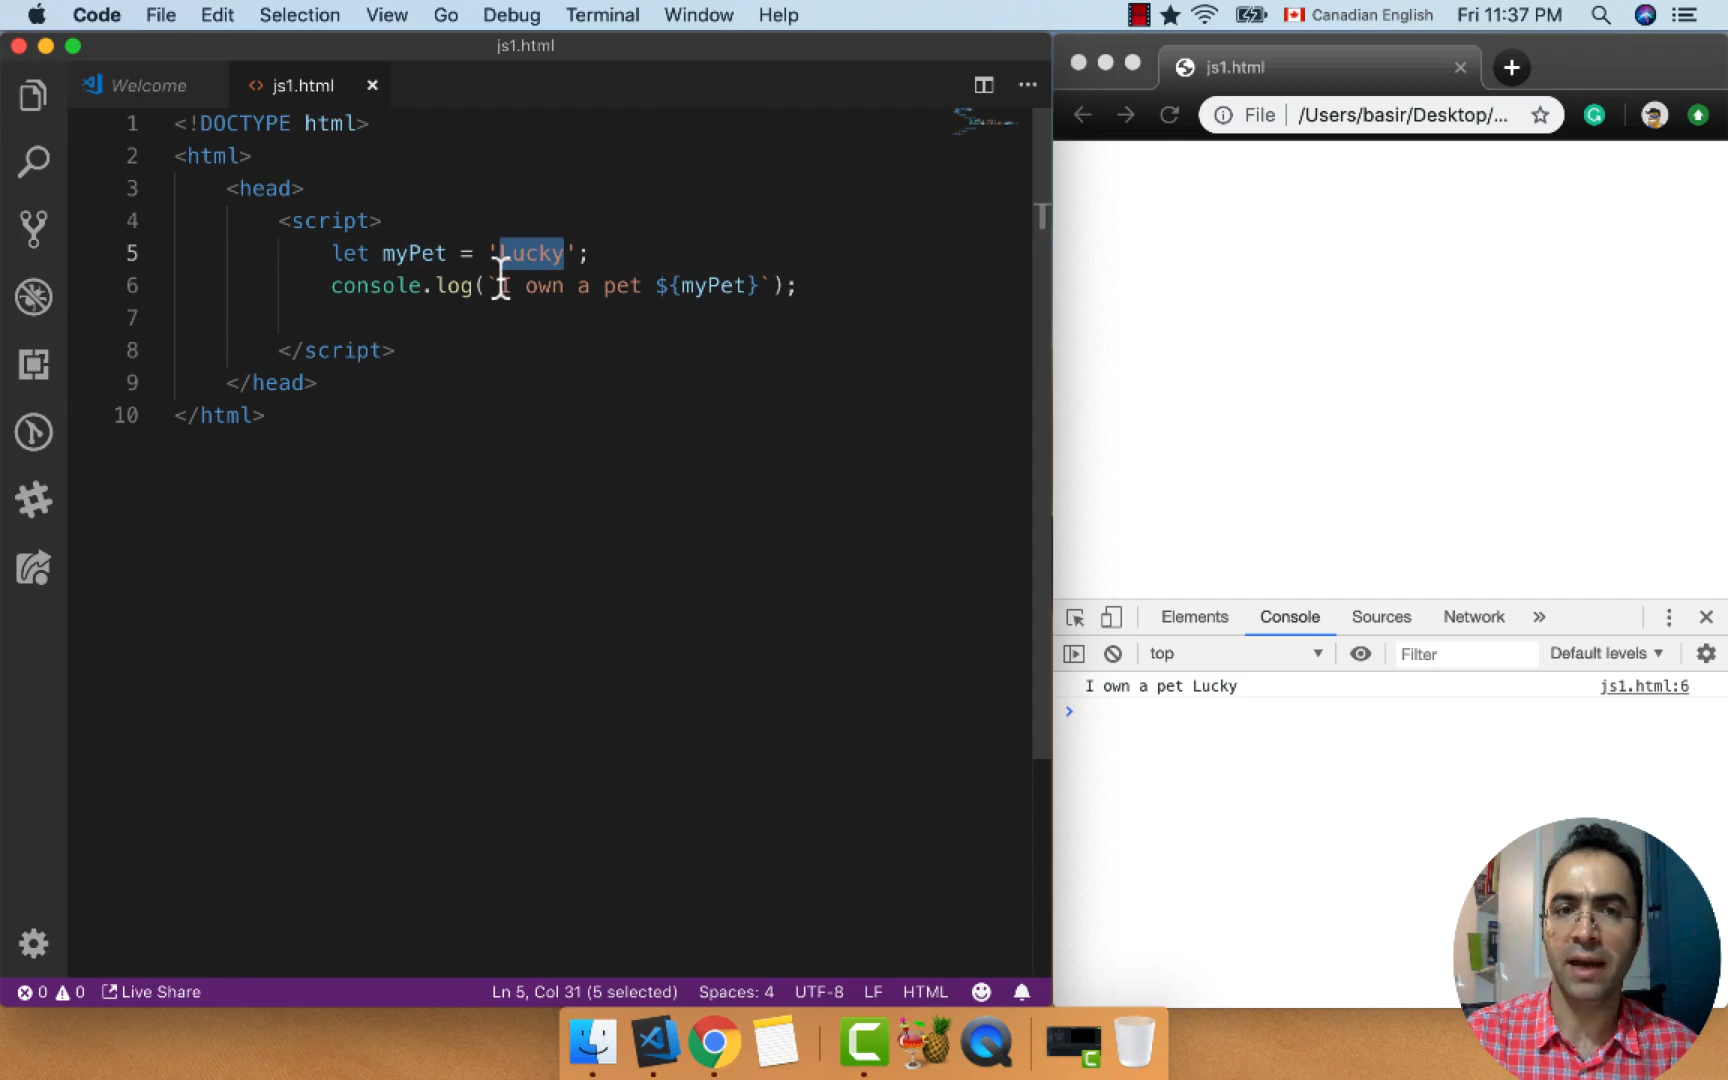 Code File Edit Selection View Go Debug Terminal Window Help
Canadian English Fri 11:37 PM
js1.html
Welcome
<> js1.html
1 <!DOCTYPE html>
2 <html>
3 <head>
4 <script>
5 let myPet = 'Lucky';
6 console.log(`I own a pet ${myPet}`);
7
8 </script>
9 </head>
10 </html>
0 0 Live Share Ln 5, Col 31 (5 selected) Spaces: 4 UTF-8 LF HTML
js1.html
File /Users/basir/Desktop/...
Elements Console Sources Network »
top Filter Default levels
I own a pet Lucky js1.html:6
>